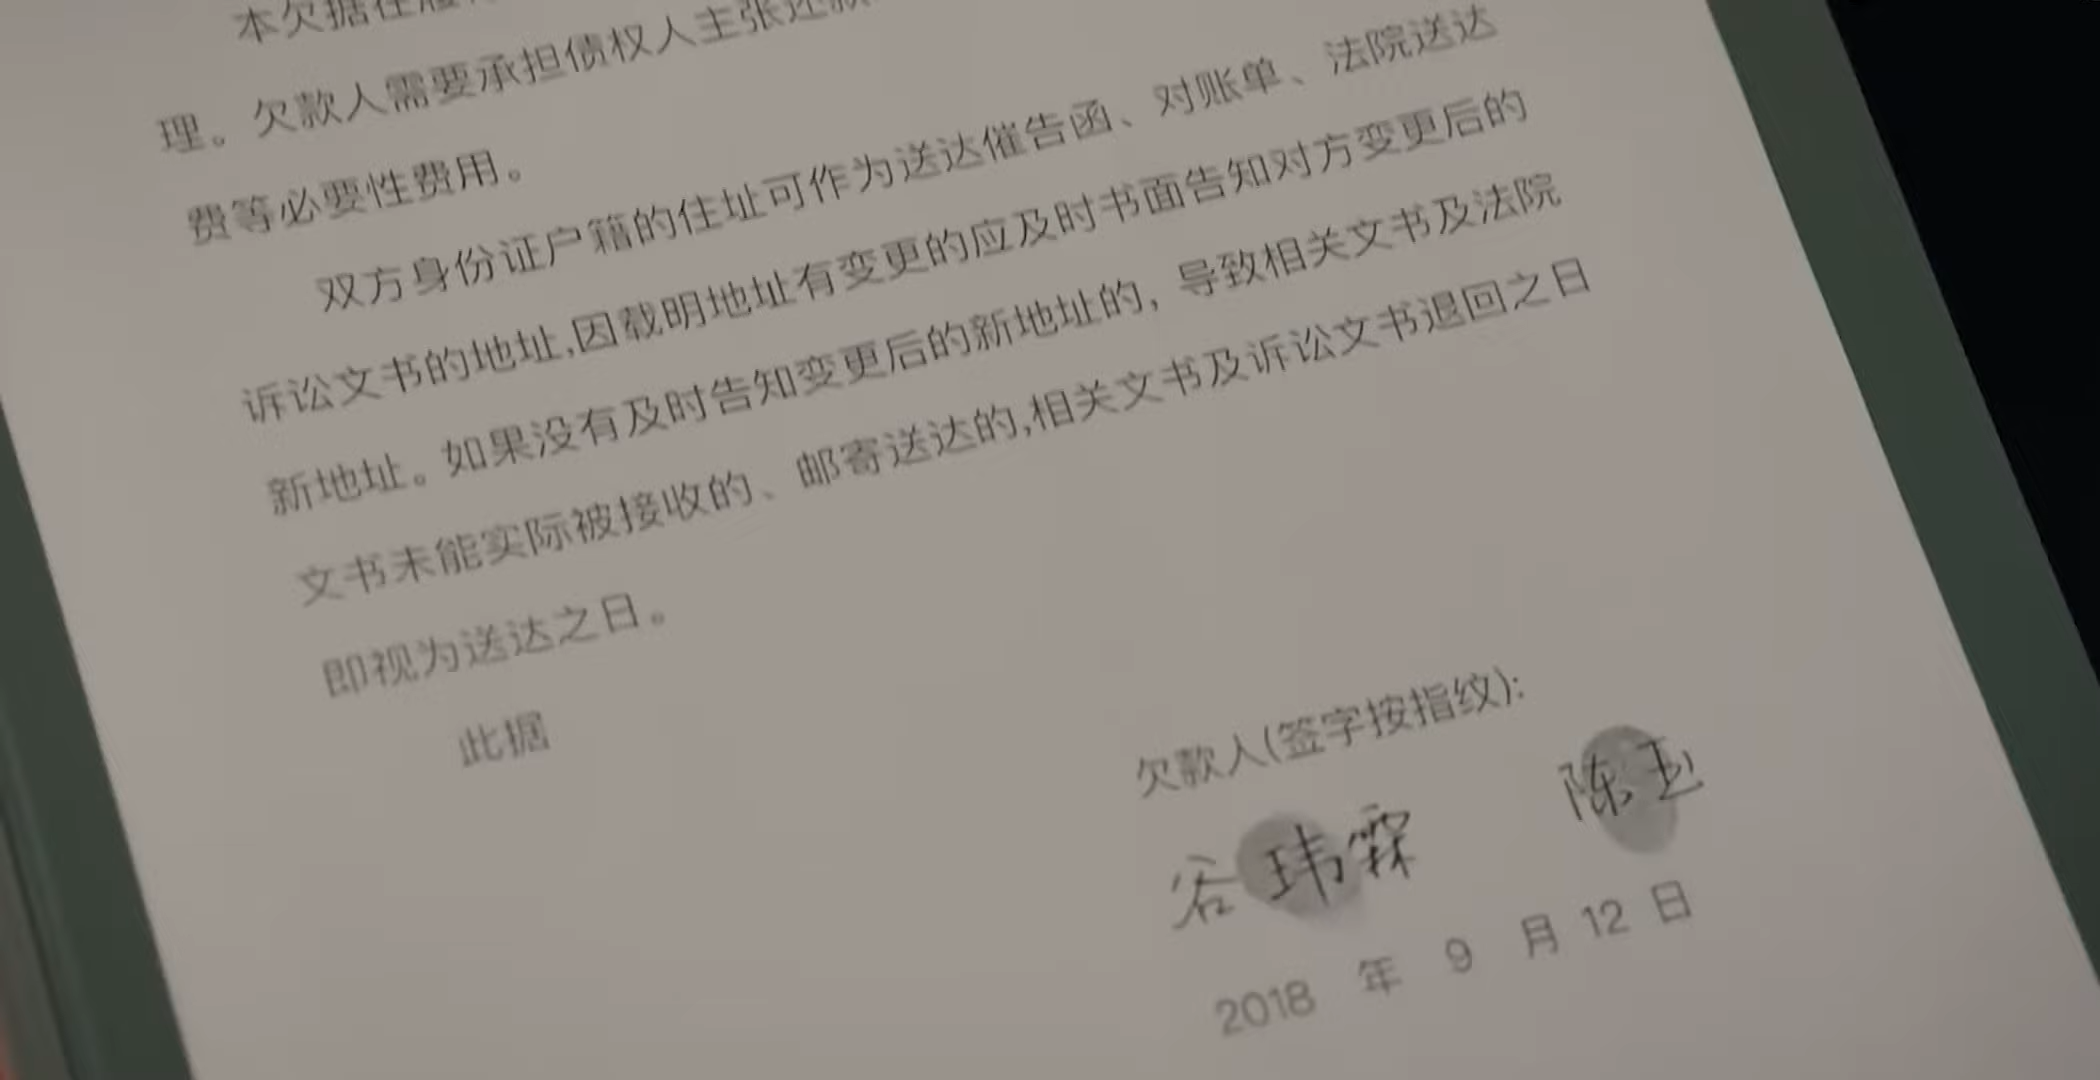 本欠据在履
理。欠款人需要承担债权人主张还款
费等必要性费用。
双方身份证户籍的住址可作为送达催告函、对账单、法院送达
诉讼文书的地址,因载明地址有变更的应及时书面告知对方变更后的
新地址。如果没有及时告知变更后的新地址的,导致相关文书及法院
文书未能实际被接收的、邮寄送达的,相关文书及诉讼文书退回之日
即视为送达之日。
此据
欠款人(签字按指纹):
谷玮霖 陈玉
2018 年 9 月 12 日